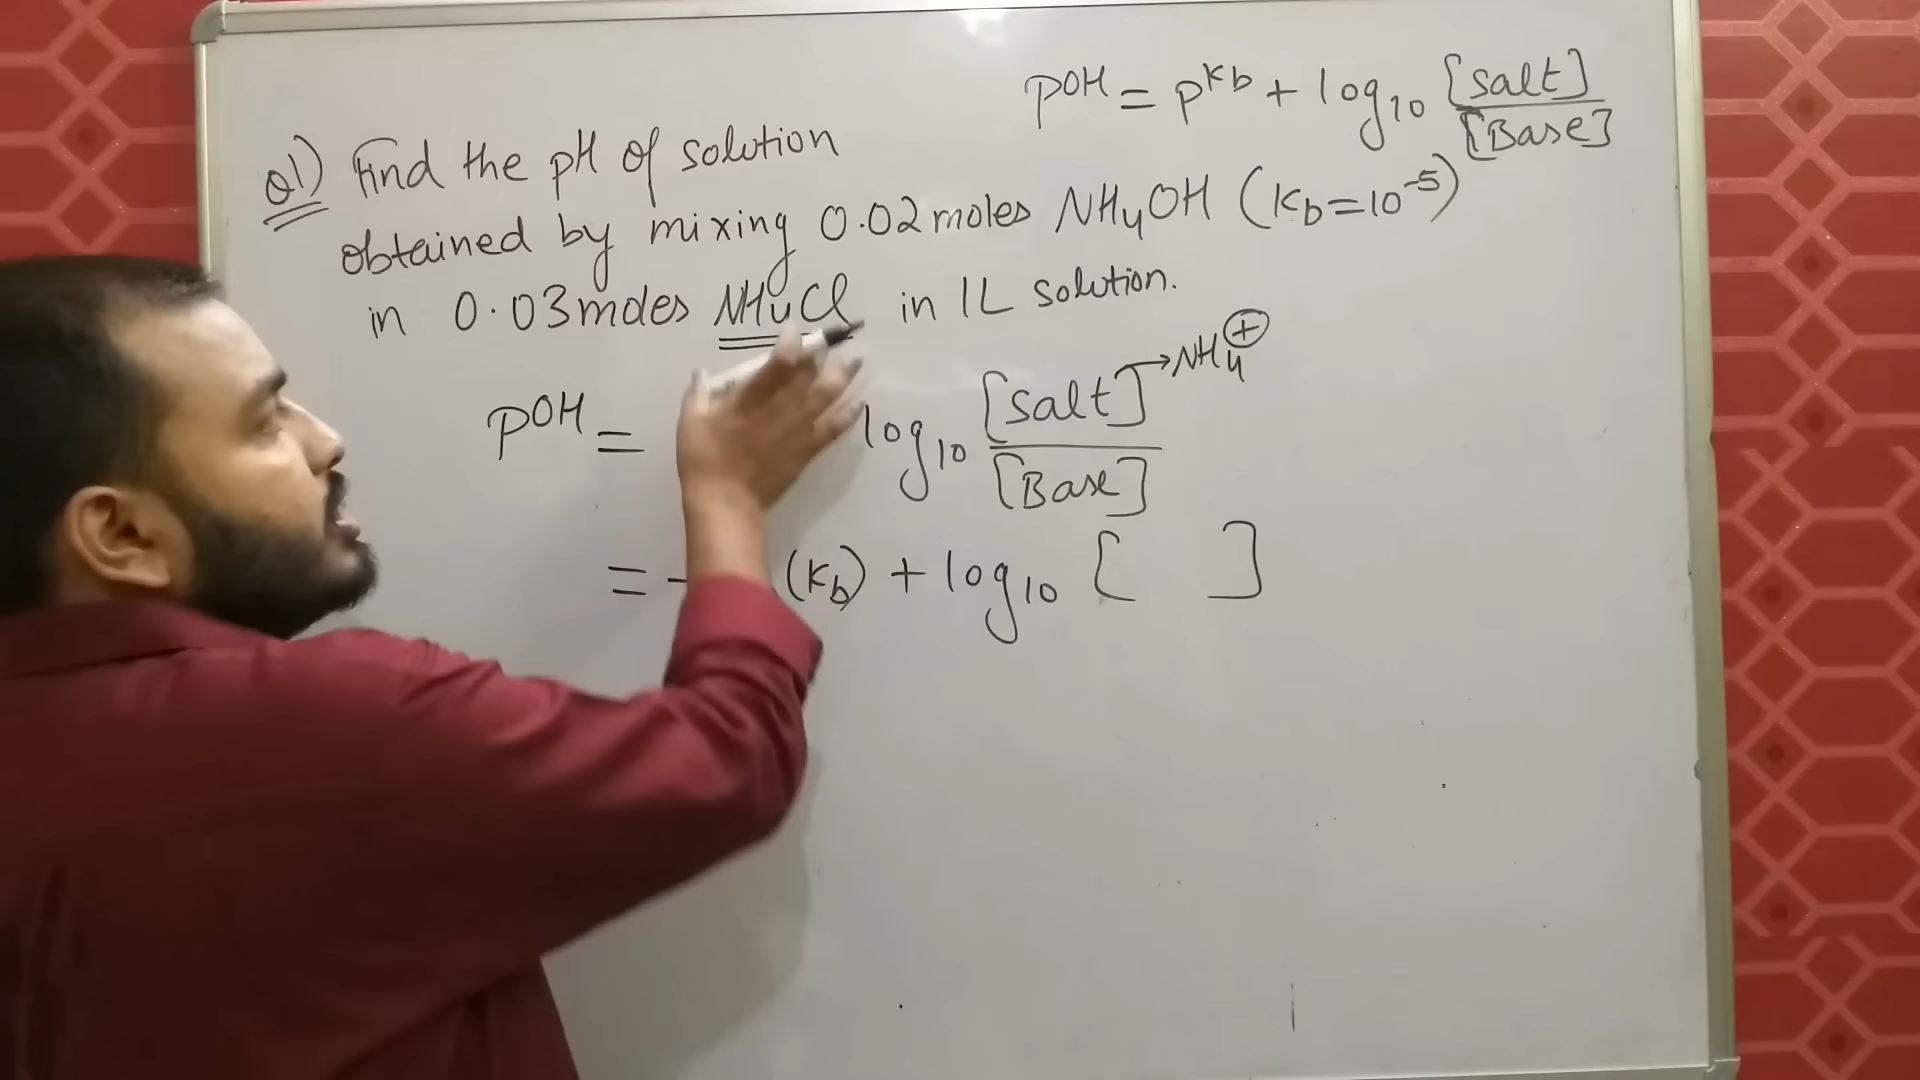 pOH = pKb + log10 [Salt]/[Base]
Q1) Find the pH of solution
obtained by mixing 0.02 moles NH4OH (Kb=10^-5)
in 0.03 moles NH4Cl in 1L solution.
pOH = log10 [Salt]/[Base] → NH4⊕
= - (Kb) + log10 [ ]